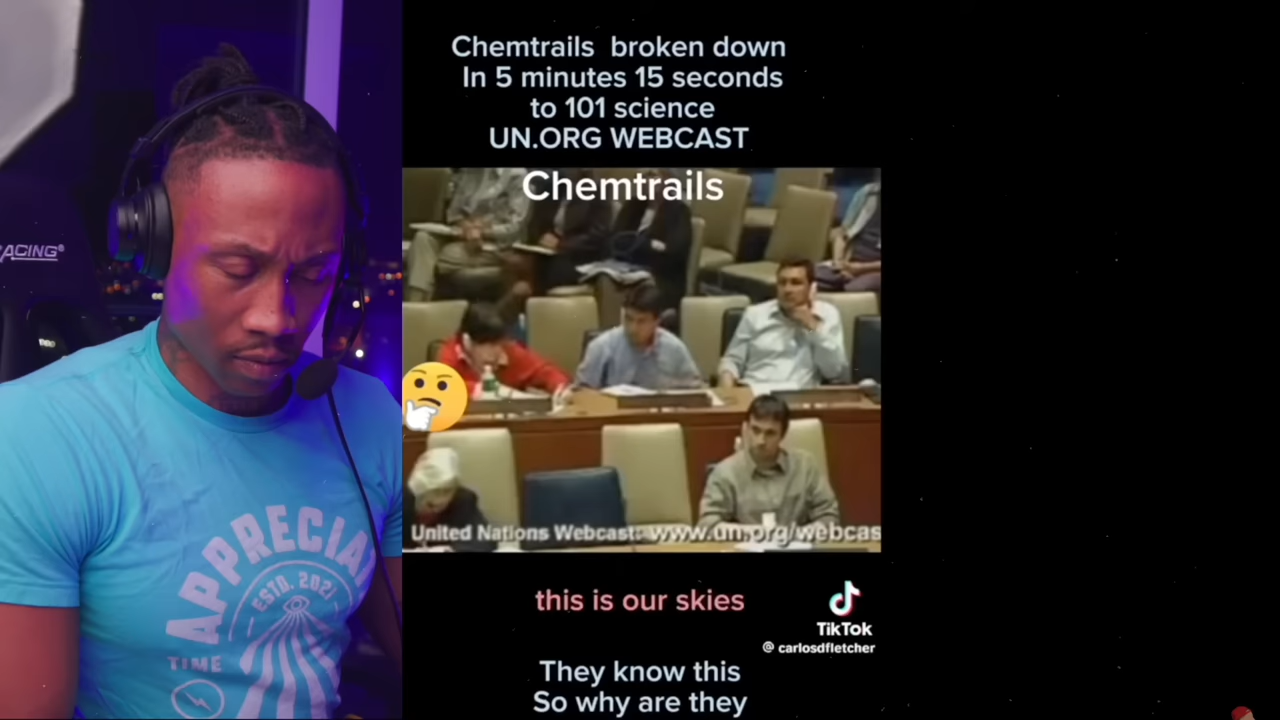 Chemtrails broken down
In 5 minutes 15 seconds
to 101 science
UN.ORG WEBCAST
Chemtrails
United Nations Webcast: www.un.org/webcas
this is our skies
TikTok
@ carlosdfletcher
They know this
So why are they
ACING®
APPRECIAT
ESTD. 2021
TIME